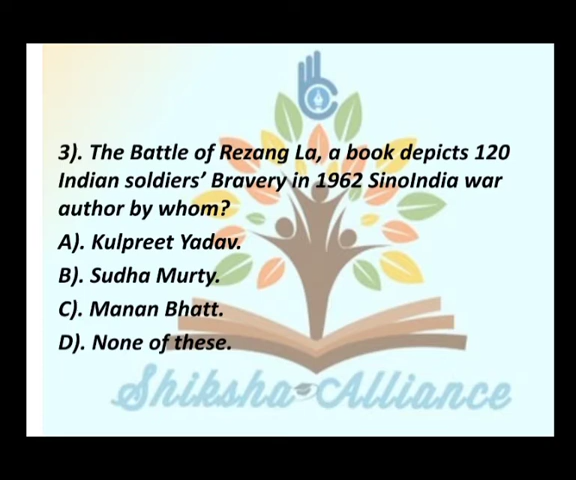 3). The Battle of Rezang La, a book depicts 120
Indian soldiers’ Bravery in 1962 SinoIndia war
author by whom?
A). Kulpreet Yadav.
B). Sudha Murty.
C). Manan Bhatt.
D). None of these.
Shiksha Alliance